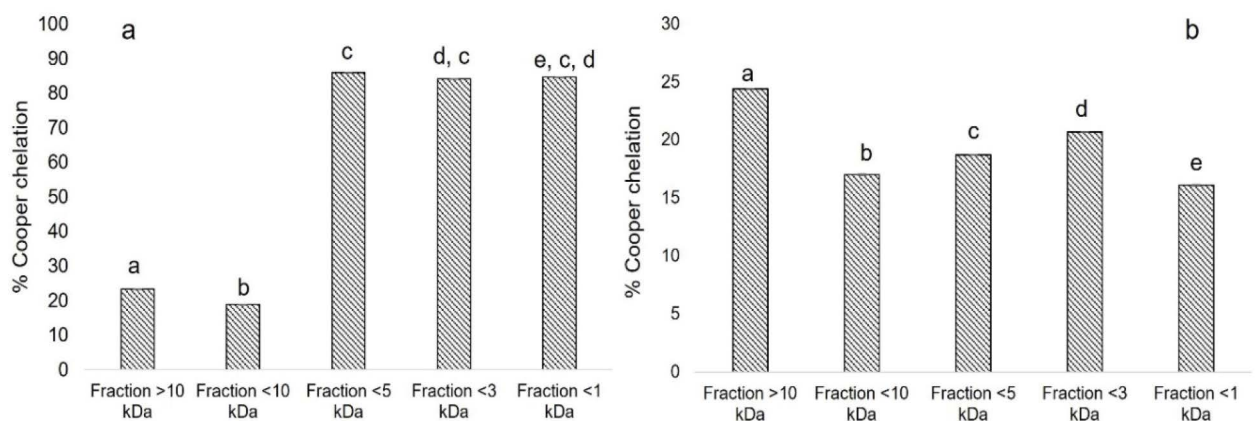 a
% Cooper chelation
100
90
80
70
60
50
40
30
20
10
0
a
b
c
d, c
e, c, d
Fraction >10 kDa
Fraction <10 kDa
Fraction <5 kDa
Fraction <3 kDa
Fraction <1 kDa
b
% Cooper chelation
30
25
20
15
10
5
0
a
b
c
d
e
Fraction >10 kDa
Fraction <10 kDa
Fraction <5 kDa
Fraction <3 kDa
Fraction <1 kDa